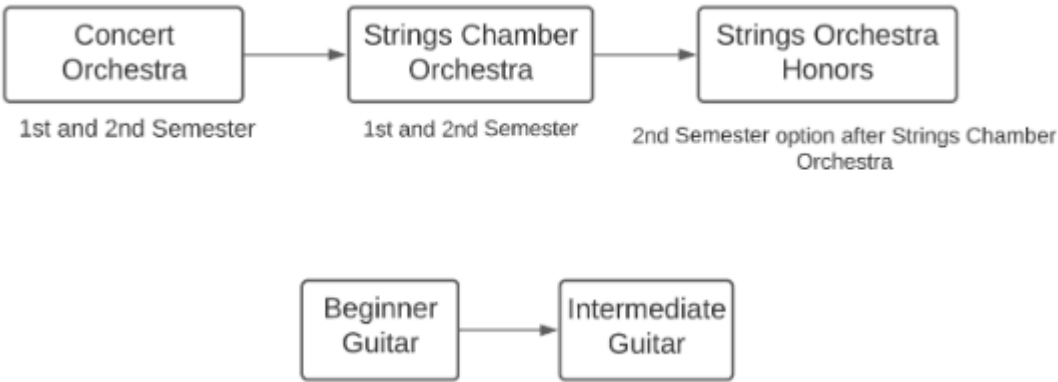 Concert
Orchestra
Strings Chamber
Orchestra
Strings Orchestra
Honors
1st and 2nd Semester
1st and 2nd Semester
2nd Semester option after Strings Chamber
Orchestra
Beginner
Guitar
Intermediate
Guitar